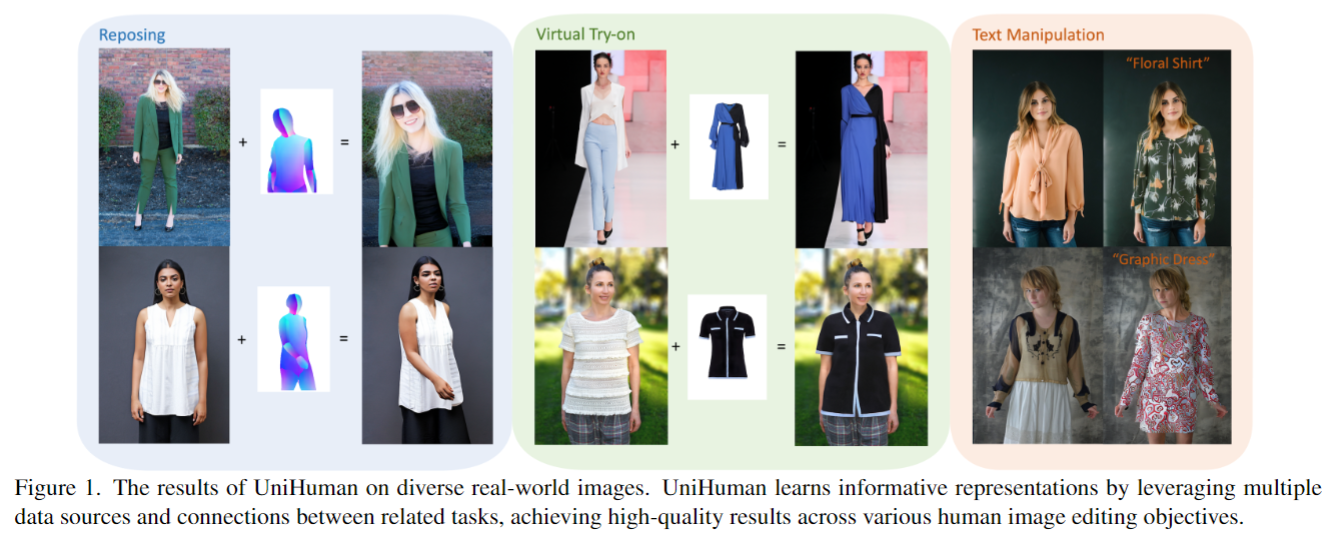 Reposing
Virtual Try-on
Text Manipulation
"Floral Shirt"
+ =
+ =
"Graphic Dress"
+ =
+ =
Figure 1. The results of UniHuman on diverse real-world images. UniHuman learns informative representations by leveraging multiple
data sources and connections between related tasks, achieving high-quality results across various human image editing objectives.